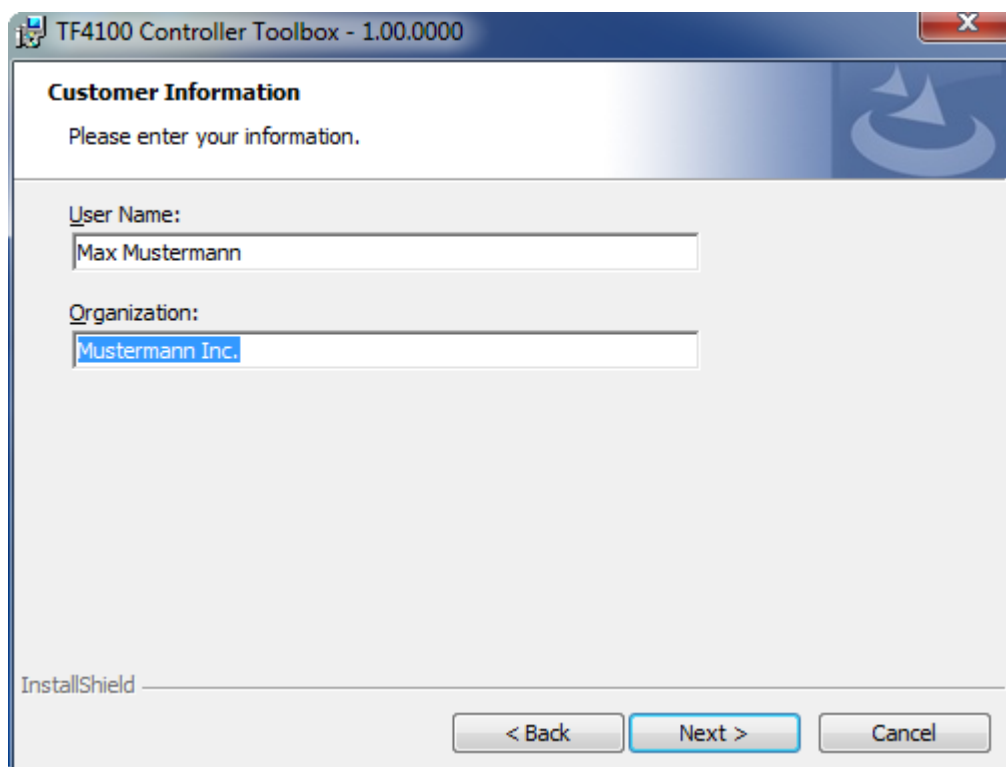 TF4100 Controller Toolbox - 1.00.0000
x
Customer Information
Please enter your information.
User Name:
Max Mustermann
Organization:
Mustermann Inc.
InstallShield
< Back Next > Cancel